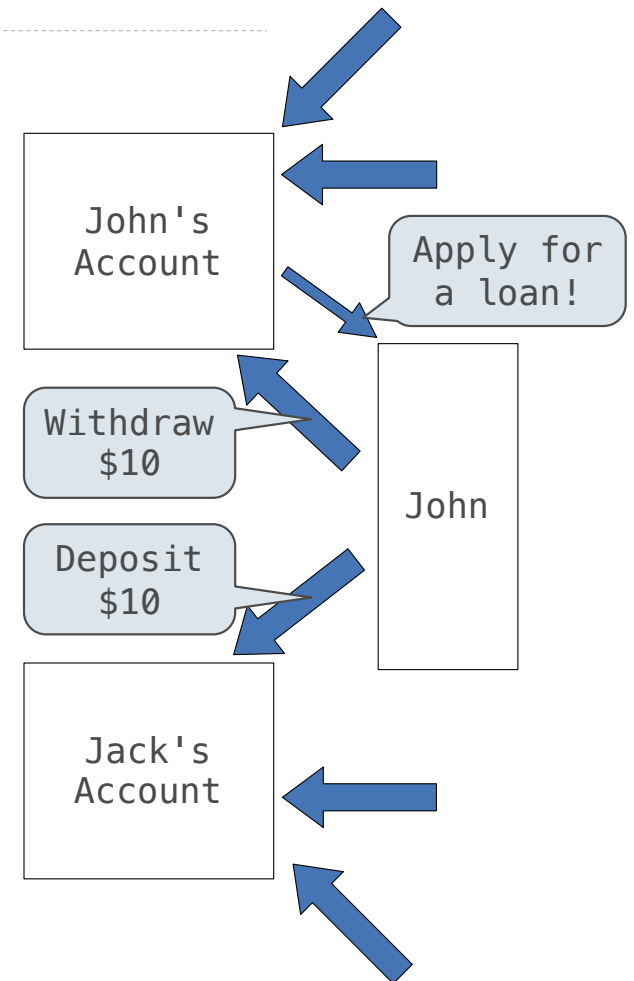 John's
Account
Apply for
a loan!
Withdraw
$10
John
Deposit
$10
Jack's
Account